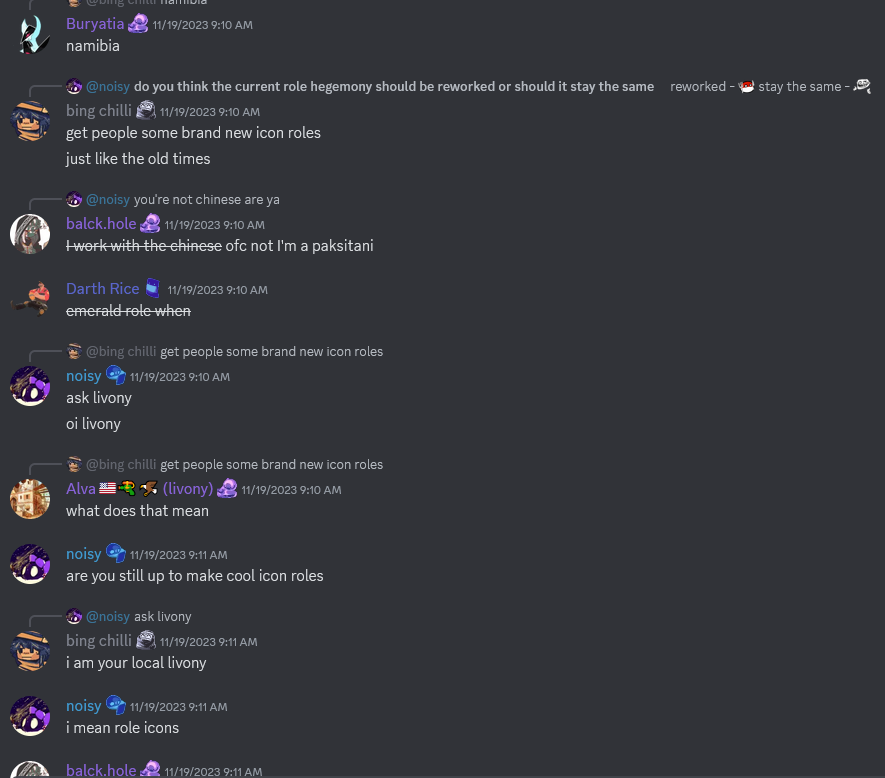 @bing chilli namibia
Buryatia 11/19/2023 9:10 AM
namibia
@noisy do you think the current role hegemony should be reworked or should it stay the same reworked - stay the same -
bing chilli 11/19/2023 9:10 AM
get people some brand new icon roles
just like the old times
@noisy you're not chinese are ya
balck.hole 11/19/2023 9:10 AM
I work with the chinese ofc not I'm a paksitani
Darth Rice 11/19/2023 9:10 AM
emerald role when
@bing chilli get people some brand new icon roles
noisy 11/19/2023 9:10 AM
ask livony
oi livony
@bing chilli get people some brand new icon roles
Alva (livony) 11/19/2023 9:10 AM
what does that mean
noisy 11/19/2023 9:11 AM
are you still up to make cool icon roles
@noisy ask livony
bing chilli 11/19/2023 9:11 AM
i am your local livony
noisy 11/19/2023 9:11 AM
i mean role icons
balck.hole 11/19/2023 9:11 AM